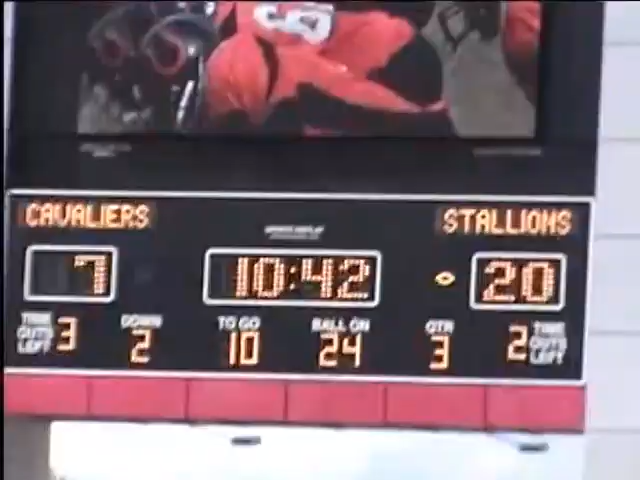 CAVALIERS STALLIONS
7 10:42 20
TIME OUTS LEFT 3 DOWN 2 TO GO 10 BALL ON 24 QTR 3 2 TIME OUTS LEFT